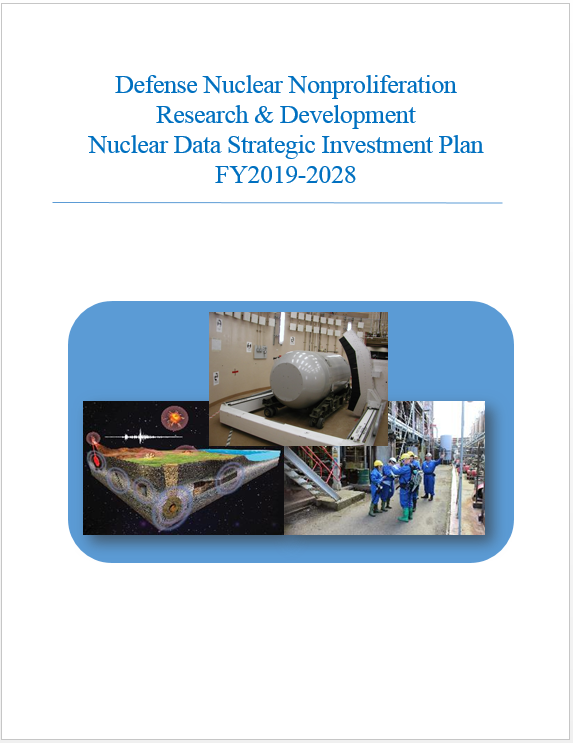 Defense Nuclear Nonproliferation
Research & Development
Nuclear Data Strategic Investment Plan
FY2019-2028